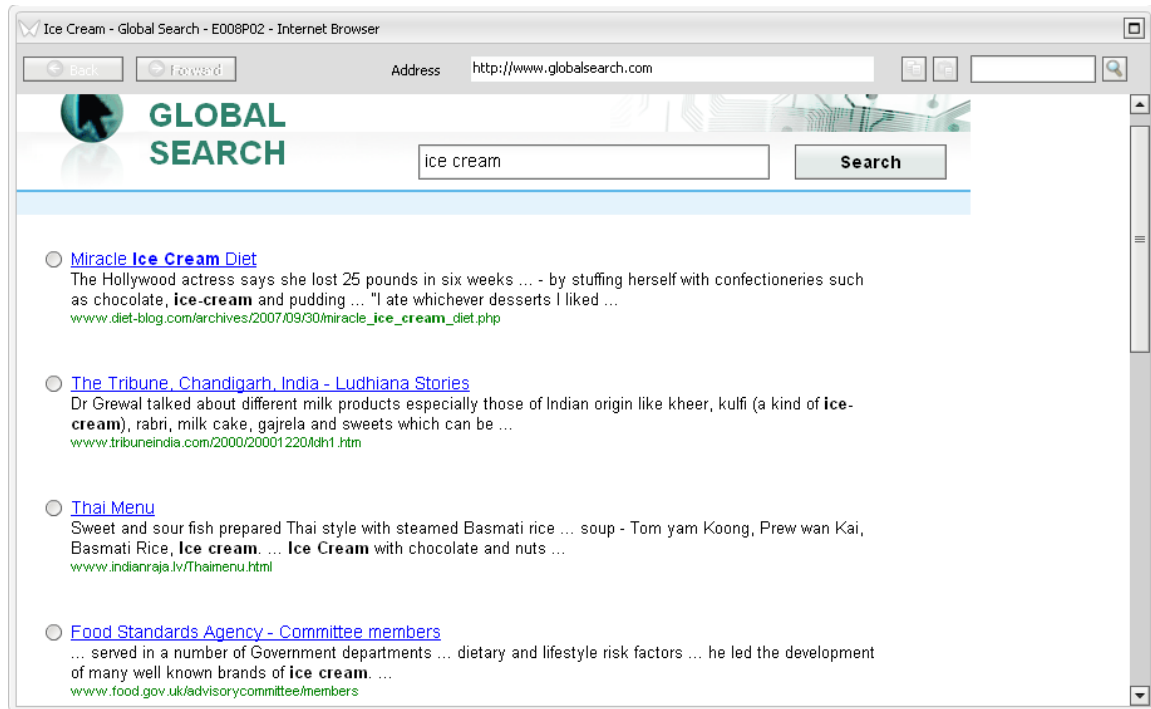 Ice Cream - Global Search - E008P02 - Internet Browser
Back Forward Address http://www.globalsearch.com
GLOBAL
SEARCH
ice cream Search
Miracle Ice Cream Diet
The Hollywood actress says she lost 25 pounds in six weeks ... - by stuffing herself with confectioneries such
as chocolate, ice-cream and pudding ... "I ate whichever desserts I liked ...
www.diet-blog.com/archives/2007/09/30/miracle_ice_cream_diet.php
The Tribune, Chandigarh, India - Ludhiana Stories
Dr Grewal talked about different milk products especially those of Indian origin like kheer, kulfi (a kind of ice-
cream), rabri, milk cake, gajrela and sweets which can be ...
www.tribuneindia.com/2000/20001220/ldh1.htm
Thai Menu
Sweet and sour fish prepared Thai style with steamed Basmati rice ... soup - Tom yam Koong, Prew wan Kai,
Basmati Rice, Ice cream. ... Ice Cream with chocolate and nuts ...
www.indianraja.lv/Thaimenu.html
Food Standards Agency - Committee members
... served in a number of Government departments ... dietary and lifestyle risk factors ... he led the development
of many well known brands of ice cream. ...
www.food.gov.uk/advisorycommittee/members